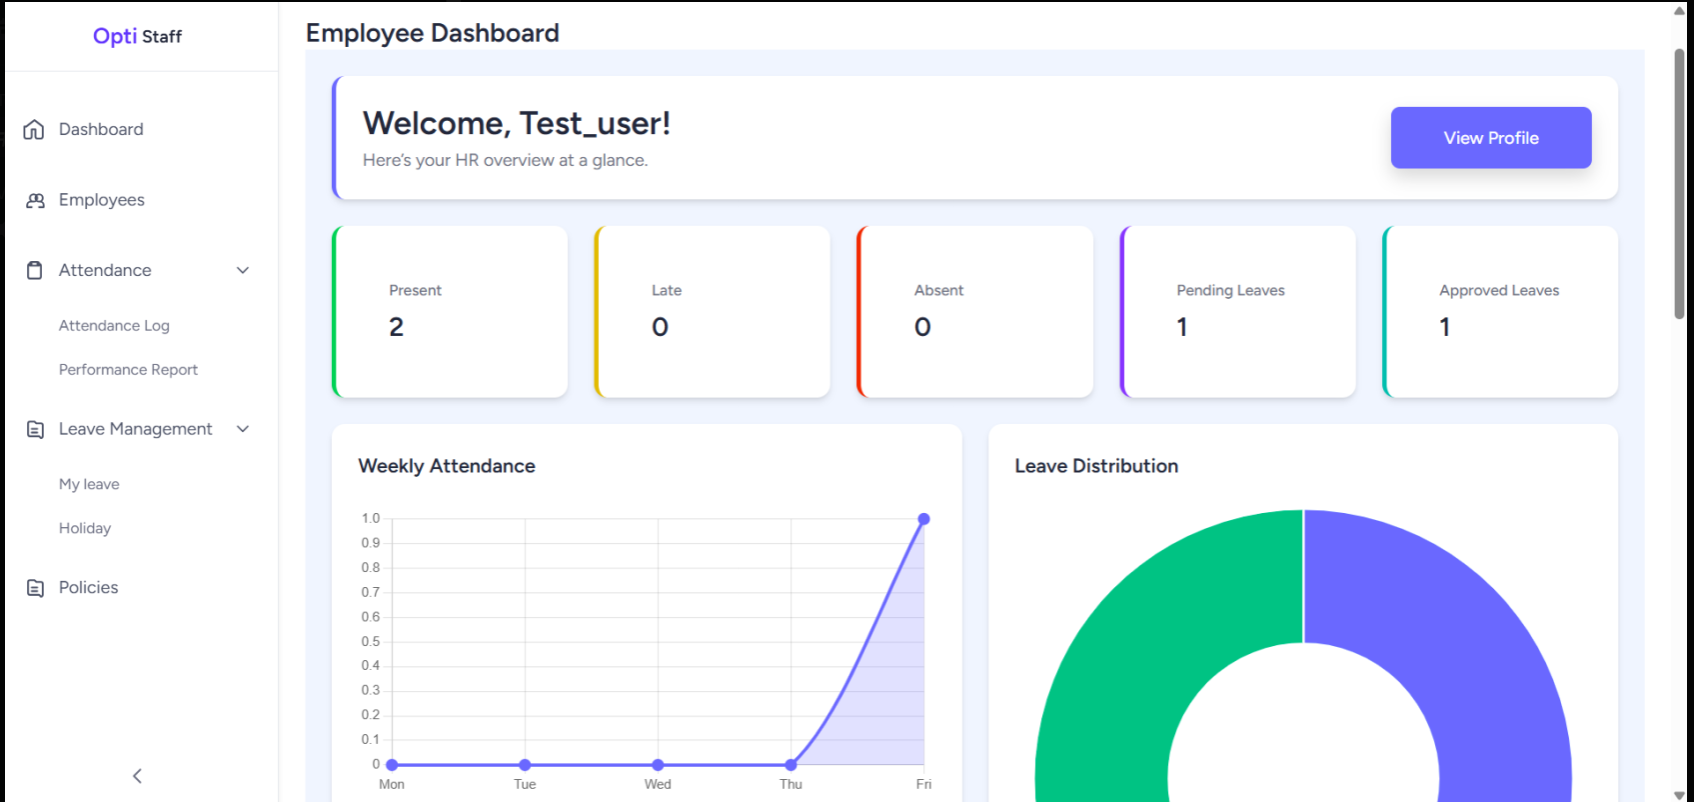 Opti Staff
Dashboard
Employees
Attendance
Attendance Log
Performance Report
Leave Management
My leave
Holiday
Policies
Employee Dashboard
Welcome, Test_user!
Here's your HR overview at a glance.
View Profile
Present
2
Late
0
Absent
0
Pending Leaves
1
Approved Leaves
1
Weekly Attendance
1.0
0.9
0.8
0.7
0.6
0.5
0.4
0.3
0.2
0.1
0
Mon Tue Wed Thu Fri
Leave Distribution